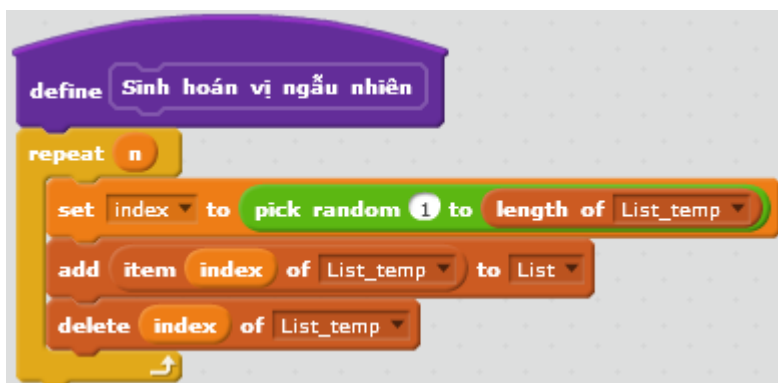 define Sinh hoán vị ngẫu nhiên
repeat n
set index to pick random 1 to length of List_temp
add item index of List_temp to List
delete index of List_temp